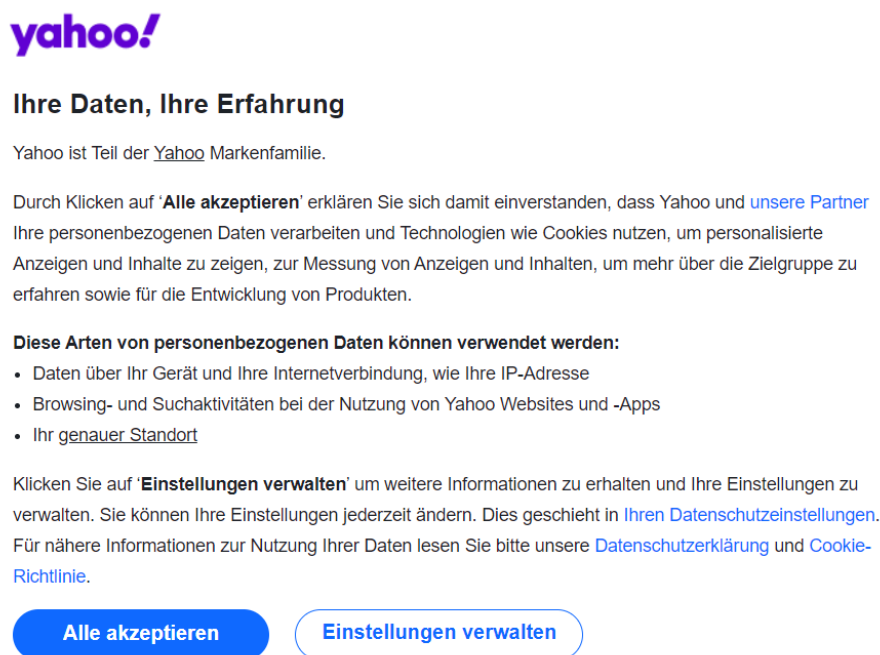 yahoo!
Ihre Daten, Ihre Erfahrung
Yahoo ist Teil der Yahoo Markenfamilie.
Durch Klicken auf ‘Alle akzeptieren’ erklären Sie sich damit einverstanden, dass Yahoo und unsere Partner
Ihre personenbezogenen Daten verarbeiten und Technologien wie Cookies nutzen, um personalisierte
Anzeigen und Inhalte zu zeigen, zur Messung von Anzeigen und Inhalten, um mehr über die Zielgruppe zu
erfahren sowie für die Entwicklung von Produkten.
Diese Arten von personenbezogenen Daten können verwendet werden:
• Daten über Ihr Gerät und Ihre Internetverbindung, wie Ihre IP-Adresse
• Browsing- und Suchaktivitäten bei der Nutzung von Yahoo Websites und -Apps
• Ihr genauer Standort
Klicken Sie auf ‘Einstellungen verwalten’ um weitere Informationen zu erhalten und Ihre Einstellungen zu
verwalten. Sie können Ihre Einstellungen jederzeit ändern. Dies geschieht in Ihren Datenschutzeinstellungen.
Für nähere Informationen zur Nutzung Ihrer Daten lesen Sie bitte unsere Datenschutzerklärung und Cookie-
Richtlinie.
Alle akzeptieren Einstellungen verwalten